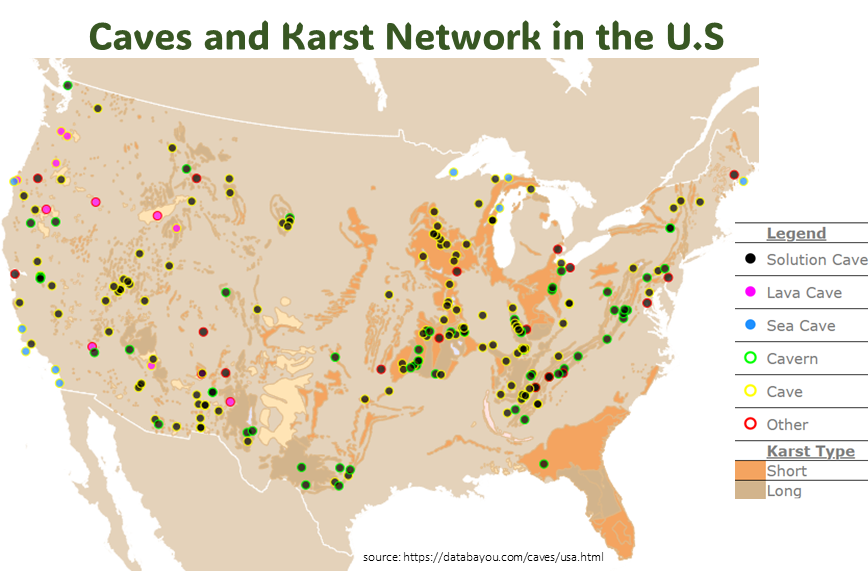 Caves and Karst Network in the U.S
Legend
Solution Cave
Lava Cave
Sea Cave
Cavern
Cave
Other
Karst Type
Short
Long
source: https://databayou.com/caves/usa.html